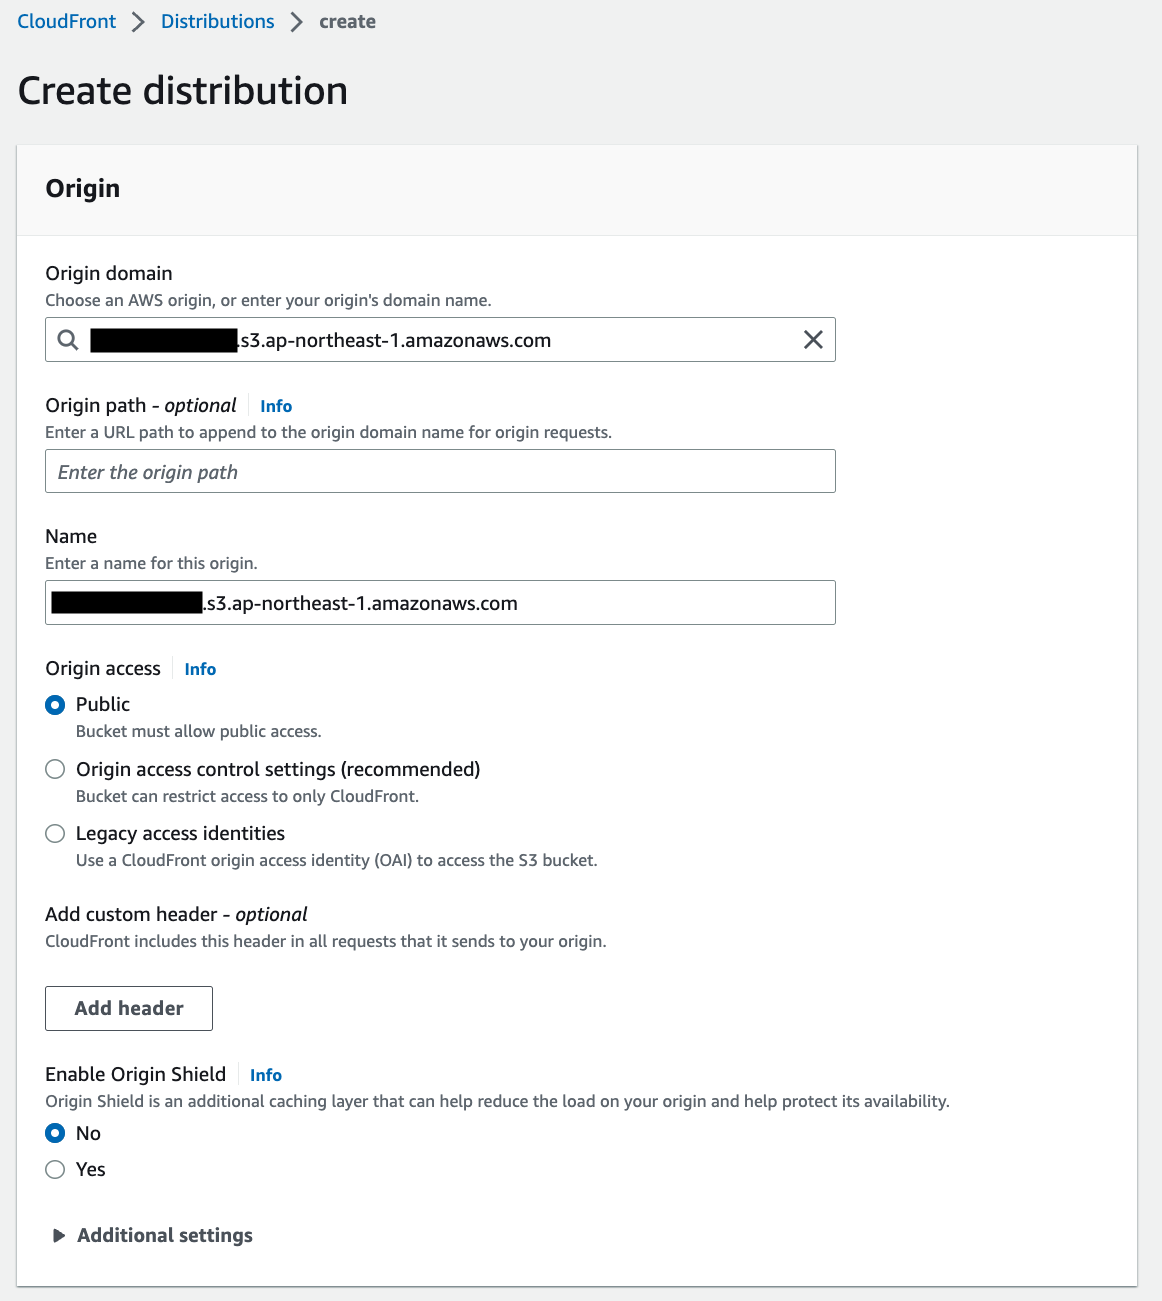 CloudFront > Distributions > create
Create distribution
Origin
Origin domain
Choose an AWS origin, or enter your origin's domain name.
.s3.ap-northeast-1.amazonaws.com
Origin path - optional Info
Enter a URL path to append to the origin domain name for origin requests.
Enter the origin path
Name
Enter a name for this origin.
.s3.ap-northeast-1.amazonaws.com
Origin access Info
Public
Bucket must allow public access.
Origin access control settings (recommended)
Bucket can restrict access to only CloudFront.
Legacy access identities
Use a CloudFront origin access identity (OAI) to access the S3 bucket.
Add custom header - optional
CloudFront includes this header in all requests that it sends to your origin.
Add header
Enable Origin Shield Info
Origin Shield is an additional caching layer that can help reduce the load on your origin and help protect its availability.
No
Yes
Additional settings